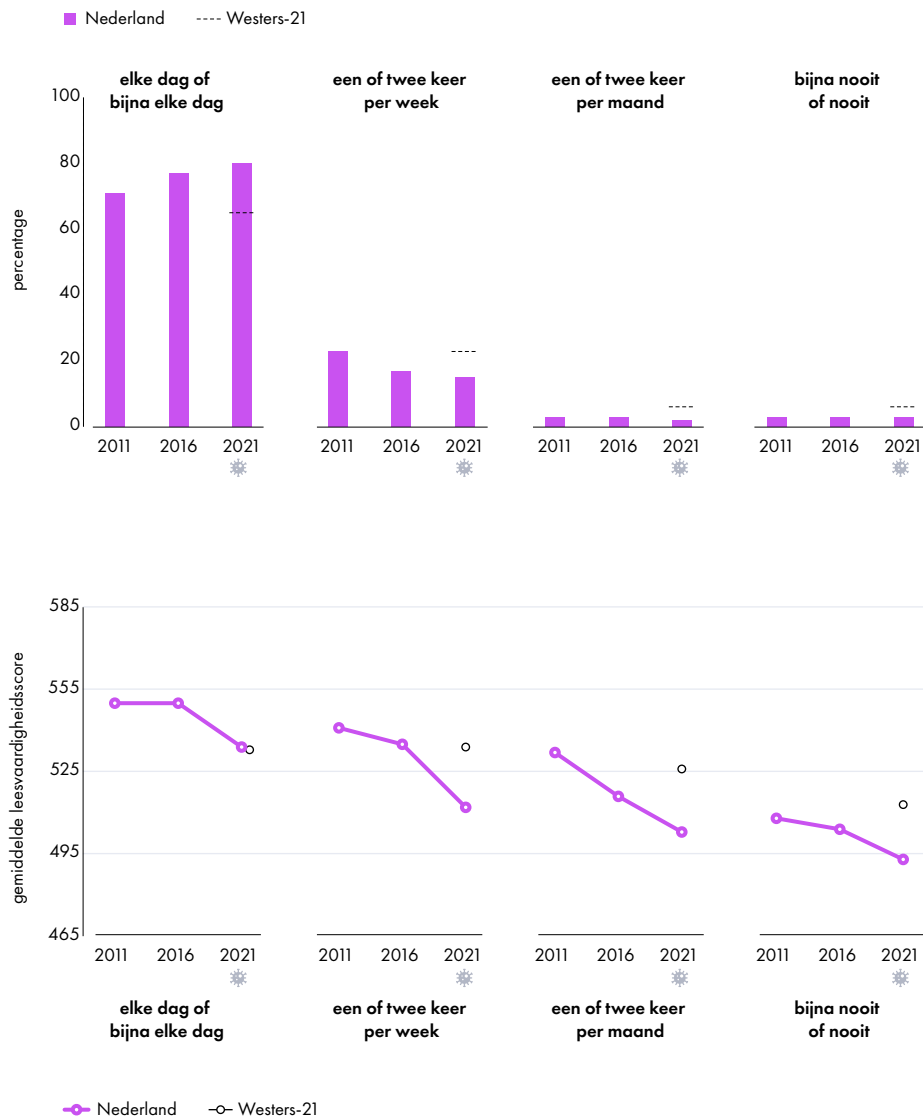 Nederland Westers-21
elke dag of
bijna elke dag
een of twee keer
per week
een of twee keer
per maand
bijna nooit
of nooit
percentage
100
80
60
40
20
0
2011 2016 2021 2011 2016 2021 2011 2016 2021 2011 2016 2021
gemiddelde leesvaardigheidsscore
585
555
525
495
465
2011 2016 2021 2011 2016 2021 2011 2016 2021 2011 2016 2021
elke dag of
bijna elke dag
een of twee keer
per week
een of twee keer
per maand
bijna nooit
of nooit
Nederland Westers-21